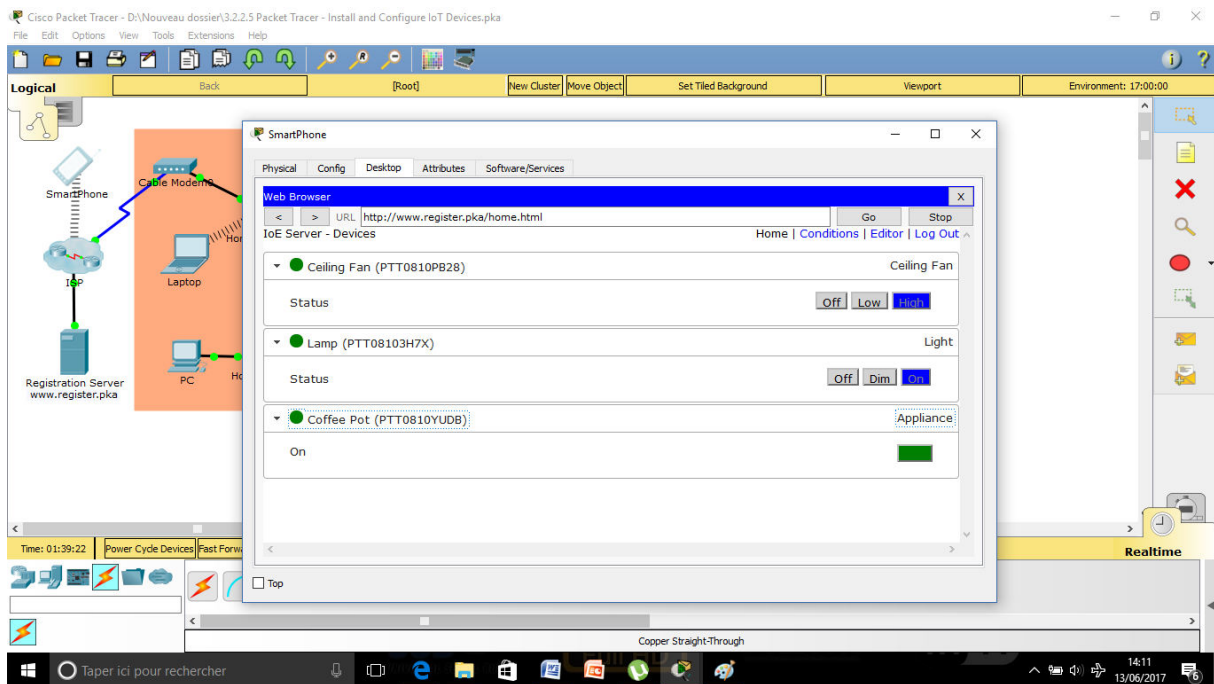 Cisco Packet Tracer - D:\Nouveau dossier\3.2.2.5 Packet Tracer - Install and Configure IoT Devices.pka
File Edit Options View Tools Extensions Help
Logical Back [Root] New Cluster Move Object Set Tiled Background Viewport Environment: 17:00:00
SmartPhone
Physical Config Desktop Attributes Software/Services
Web Browser X
< > URL http://www.register.pka/home.html Go Stop
IoE Server - Devices Home | Conditions | Editor | Log Out
Ceiling Fan (PTT0810PB28) Ceiling Fan
Status Off Low High
Lamp (PTT08103H7X) Light
Status Off Dim On
Coffee Pot (PTT0810YUDB) Appliance
On
Top
SmartPhone
Cable Modem0
ISP
Laptop
Registration Server
www.register.pka
PC
Time: 01:39:22 Power Cycle Devices Realtime
Copper Straight-Through
Taper ici pour rechercher
14:11
13/06/2017